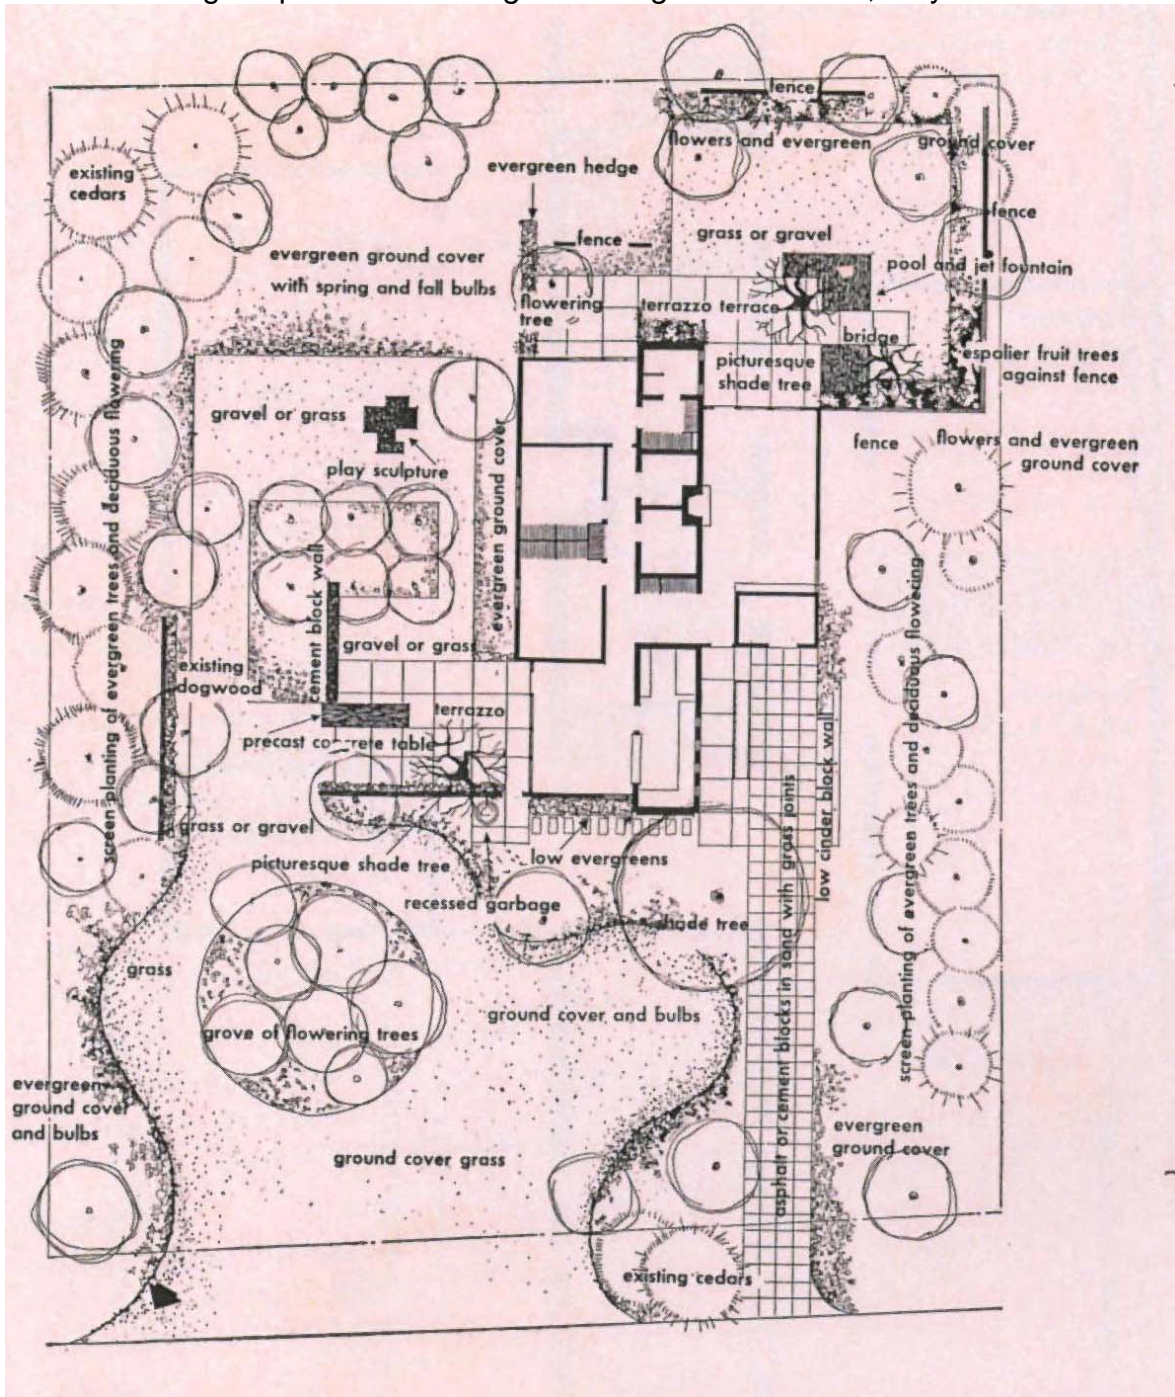 fence
flowers and evergreen
ground cover
existing
cedars
evergreen hedge
fence
fence
grass or gravel
evergreen ground cover
with spring and fall bulbs
pool and jet fountain
flowering
tree
terrazzo terrace
bridge
picturesque
shade tree
espalier fruit trees
against fence
gravel or grass
play sculpture
evergreen ground cover
fence
flowers and evergreen
ground cover
screen planting of evergreen trees and deciduous flowering
cement block wall
gravel or grass
existing
dogwood
terrazzo
precast concrete table
screen planting of evergreen trees and deciduous flowering
low cinder block wall
asphalt or cement blocks in sand with grass joints
grass or gravel
picturesque shade tree
low evergreens
recessed garbage
shade tree
grass
ground cover and bulbs
grove of flowering trees
evergreen
ground cover
and bulbs
ground cover grass
evergreen
ground cover
existing cedars